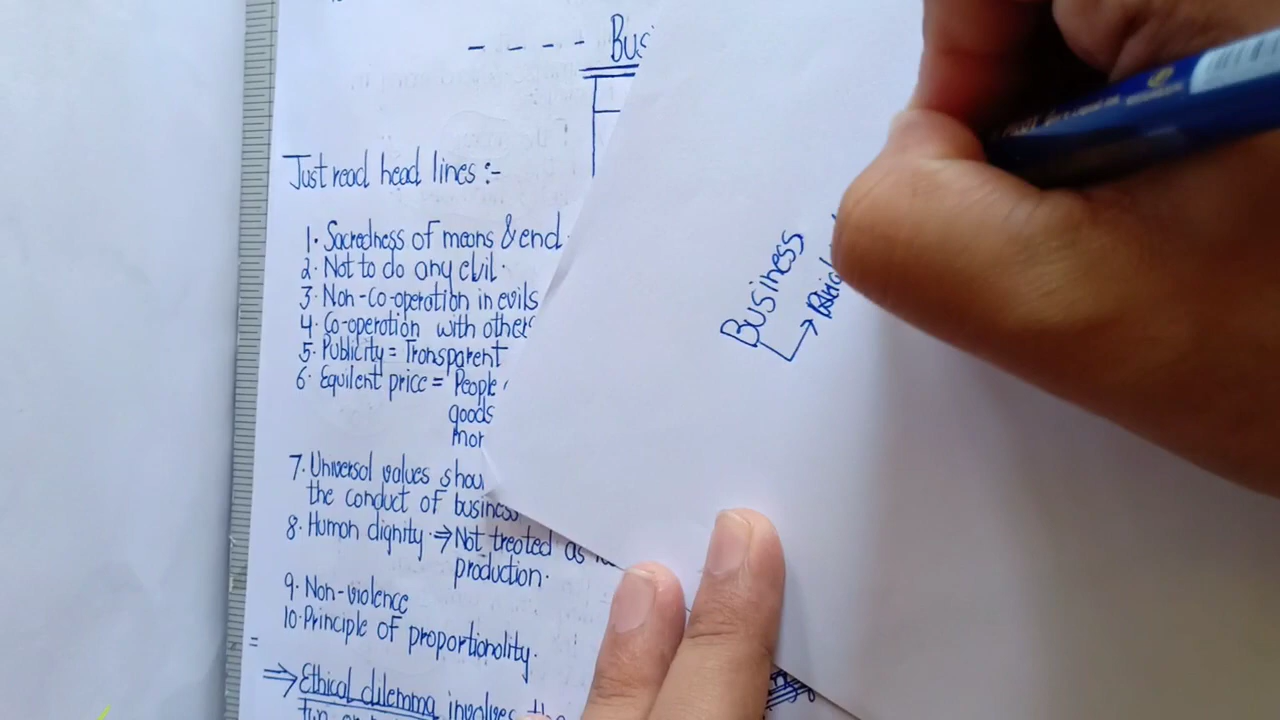 - - - - Bus
Just read head lines :-
1. Sacredness of means & end
2. Not to do any evil.
3. Non-co-operation in evils
4. Co-operation with others
5. Publicity = Transparent
6. Equilent price = People
goods
mor
7. Universal values shou
the conduct of business
8. Human dignity. ⇒ Not treated as
production.
9. Non-violence
10. Principle of proportionality.
=
⇒ Ethical dilemma involves
Business